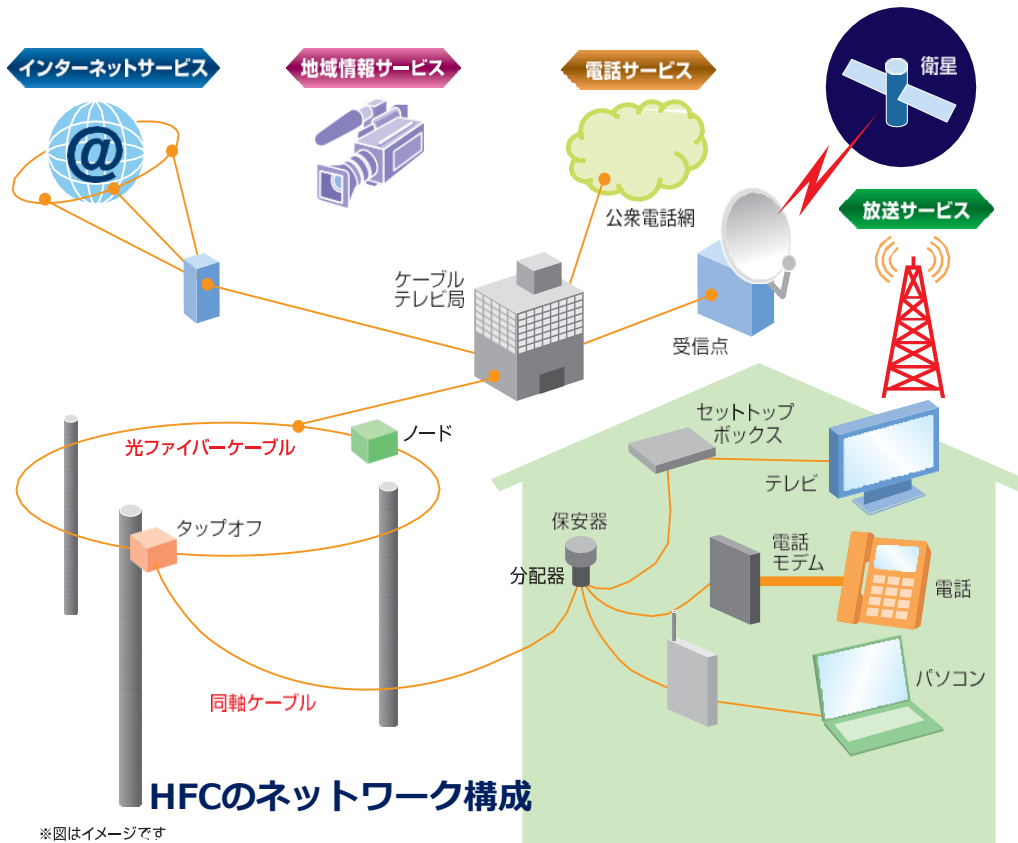 インターネットサービス
地域情報サービス
電話サービス
衛星
@
公衆電話網
放送サービス
ケーブル
テレビ局
受信点
光ファイバーケーブル
ノード
セットトップ
ボックス
テレビ
タップオフ
保安器
分配器
電話
モデム
電話
同軸ケーブル
パソコン
HFCのネットワーク構成
※図はイメージです